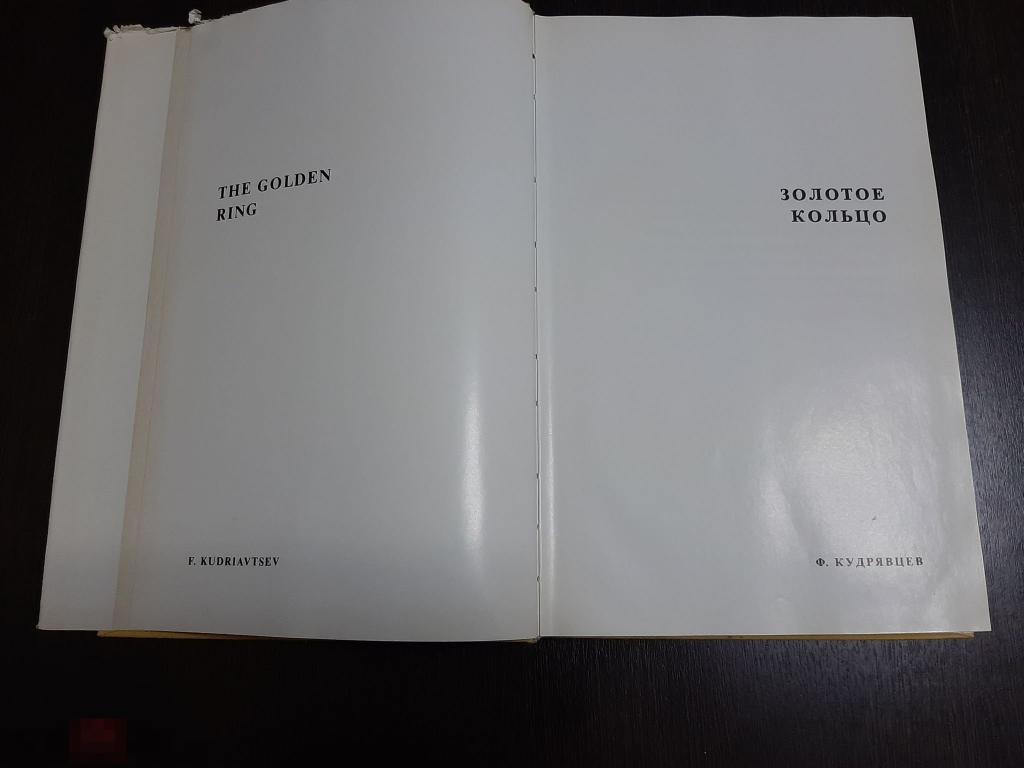 THE GOLDEN
RING
F. KUDRIAVTSEV
ЗОЛОТОЕ
КОЛЬЦО
Ф. КУДРЯВЦЕВ